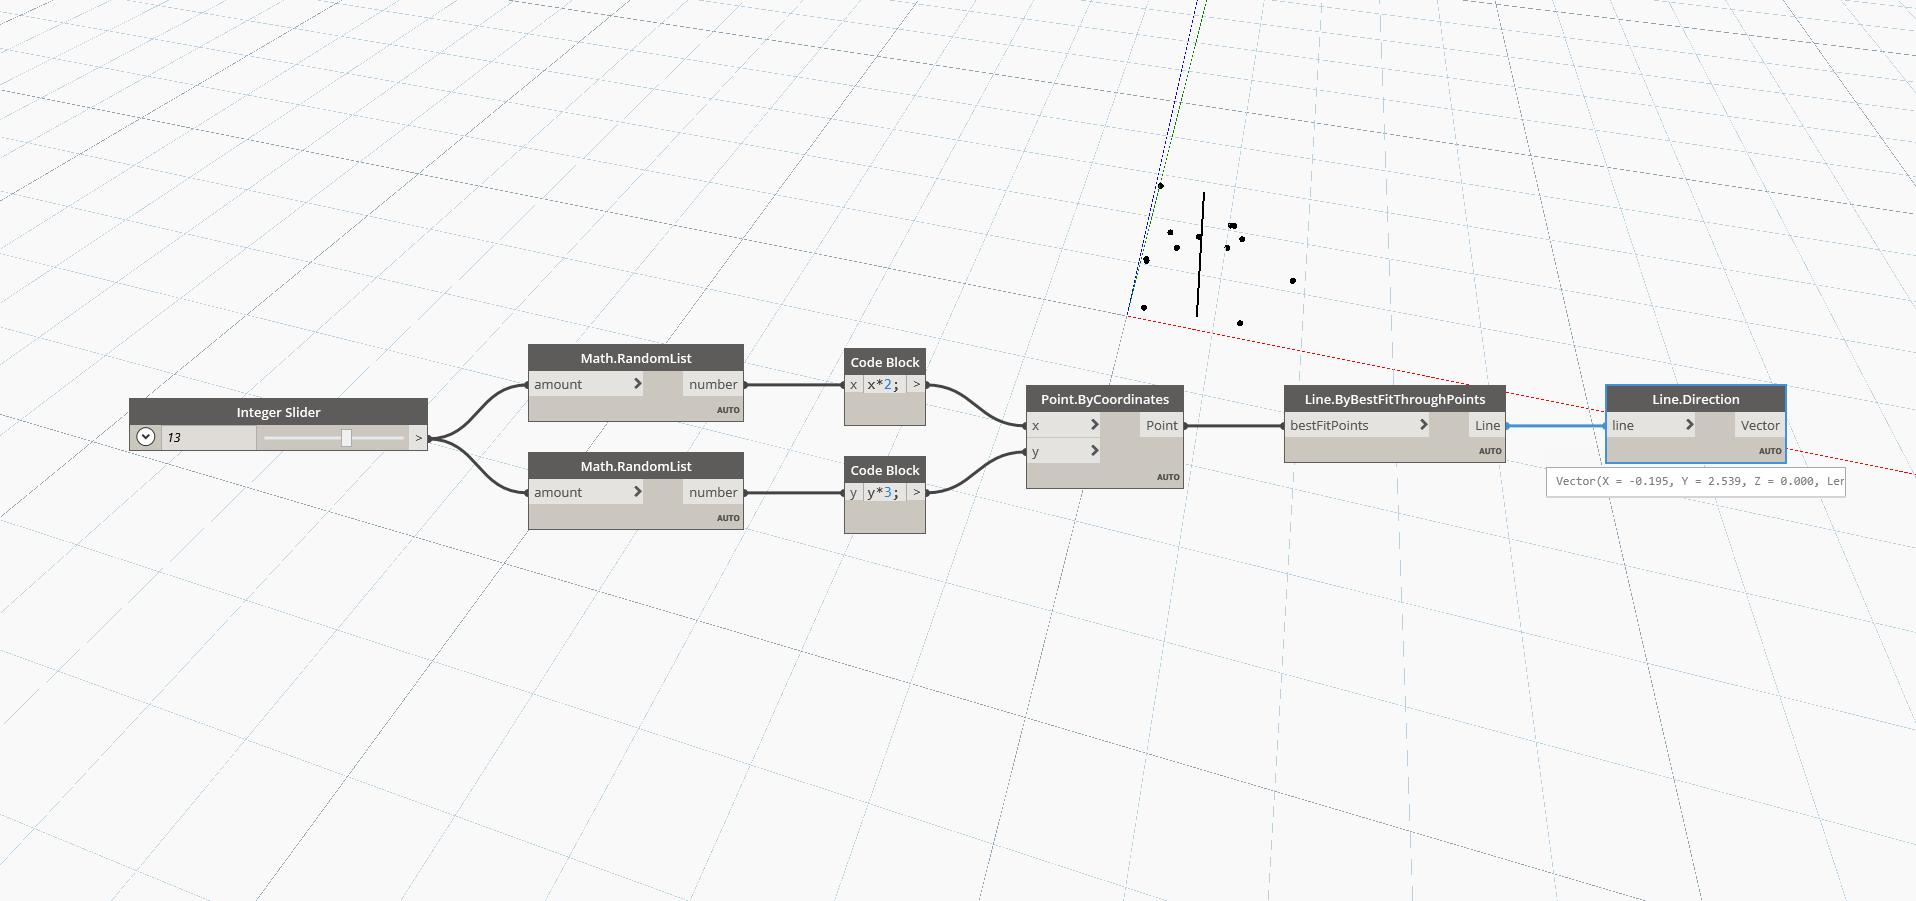 Integer Slider
13
>
Math.RandomList
amount
number
AUTO
Math.RandomList
amount
number
AUTO
Code Block
x x*2; >
Code Block
y y*3; >
Point.ByCoordinates
x
Point
y
AUTO
Line.ByBestFitThroughPoints
bestFitPoints
Line
AUTO
Line.Direction
line
Vector
AUTO
Vector(X = -0.195, Y = 2.539, Z = 0.000, Ler